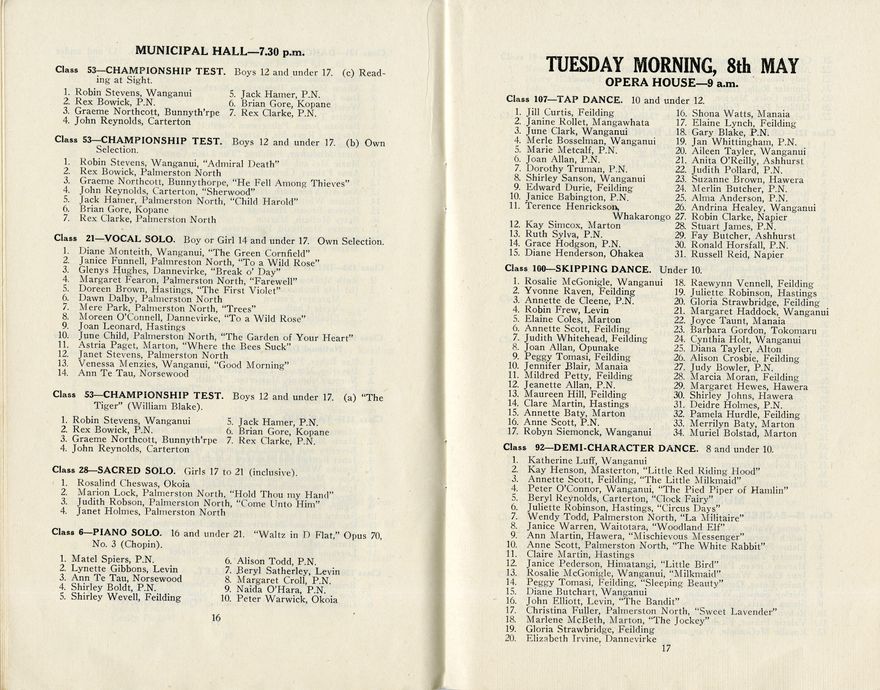 MUNICIPAL HALL—7.30 p.m.
Class 53—CHAMPIONSHIP TEST. Boys 12 and under 17. (c) Read-
ing at Sight.
1. Robin Stevens, Wanganui
2. Rex Bowick, P.N.
3. Graeme Northcott, Bunnyth'rpe
4. John Reynolds, Carterton
5. Jack Hamer, P.N.
6. Brian Gore, Kopane
7. Rex Clarke, P.N.
Class 53—CHAMPIONSHIP TEST. Boys 12 and under 17. (b) Own
Selection.
1. Robin Stevens, Wanganui, "Admiral Death"
2. Rex Bowick, Palmerston North
3. Graeme Northcott, Bunnythorpe, "He Fell Among Thieves"
4. John Reynolds, Carterton, "Sherwood"
5. Jack Hamer, Palmerston North, "Child Harold"
6. Brian Gore, Kopane
7. Rex Clarke, Palmerston North
Class 21—VOCAL SOLO. Boy or Girl 14 and under 17. Own Selection.
1. Diane Monteith, Wanganui, "The Green Cornfield"
2. Janice Funnell, Palmreston North, "To a Wild Rose"
3. Glenys Hughes, Dannevirke, "Break o' Day"
4. Margaret Fearon, Palmerston North, "Farewell"
5. Doreen Brown, Hastings, "The First Violet"
6. Dawn Dalby, Palmerston North
7. Mere Park, Palmerston North, "Trees"
8. Moreen O'Connell, Dannevirke, "To a Wild Rose"
9. Joan Leonard, Hastings
10. June Child, Palmerston North, "The Garden of Your Heart"
11. Astria Paget, Marton, "Where the Bees Suck"
12. Janet Stevens, Palmerston North
13. Venessa Menzies, Wanganui, "Good Morning"
14. Ann Te Tau, Norsewood
Class 53—CHAMPIONSHIP TEST. Boys 12 and under 17. (a) "The
Tiger" (William Blake).
1. Robin Stevens, Wanganui
2. Rex Bowick, P.N.
3. Graeme Northcott, Bunnyth'rpe
4. John Reynolds, Carterton
5. Jack Hamer, P.N.
6. Brian Gore, Kopane
7. Rex Clarke, P.N.
Class 28—SACRED SOLO. Girls 17 to 21 (inclusive).
1. Rosalind Cheswas, Okoia
2. Marion Lock, Palmerston North, "Hold Thou my Hand"
3. Judith Robson, Palmerston North, "Come Unto Him"
4. Janet Holmes, Palmerston North
Class 6—PIANO SOLO. 16 and under 21. "Waltz in D Flat," Opus 70,
No. 3 (Chopin).
1. Matel Spiers, P.N.
2. Lynette Gibbons, Levin
3. Ann Te Tau, Norsewood
4. Shirley Boldt, P.N.
5. Shirley Wevell, Feilding
6. Alison Todd, P.N.
7. Beryl Satherley, Levin
8. Margaret Croll, P.N.
9. Naida O'Hara, P.N.
10. Peter Warwick, Okoia
16
TUESDAY MORNING, 8th MAY
OPERA HOUSE—9 a.m.
Class 107—TAP DANCE. 10 and under 12.
1. Jill Curtis, Feilding
2. Janine Rollet, Mangawhata
3. June Clark, Wanganui
4. Merle Bosselman, Wanganui
5. Marie Metcalf, P.N.
6. Joan Allan, P.N.
7. Dorothy Truman, P.N.
8. Shirley Sanson, Wanganui
9. Edward Durie, Feilding
10. Janice Babington, P.N.
11. Terence Henrickson,
Whakarongo
12. Kay Simcox, Marton
13. Ruth Sylva, P.N.
14. Grace Hodgson, P.N.
15. Diane Henderson, Ohakea
16. Shona Watts, Manaia
17. Elaine Lynch, Feilding
18. Gary Blake, P.N.
19. Jan Whittingham, P.N.
20. Aileen Tayler, Wanganui
21. Anita O'Reilly, Ashhurst
22. Judith Pollard, P.N.
23. Suzanne Brown, Hawera
24. Merlin Butcher, P.N.
25. Alma Anderson, P.N.
26. Andrina Healey, Wanganui
27. Robin Clarke, Napier
28. Stuart James, P.N.
29. Fay Butcher, Ashhurst
30. Ronald Horsfall, P.N.
31. Russell Reid, Napier
Class 100—SKIPPING DANCE. Under 10.
1. Rosalie McGonigle, Wanganui
2. Yvonne Raven, Feilding
3. Annette de Cleene, P.N.
4. Robin Frew, Levin
5. Elaine Coles, Marton
6. Annette Scott, Feilding
7. Judith Whitehead, Feilding
8. Joan Allan, Opunake
9. Peggy Tomasi, Feilding
10. Jennifer Blair, Manaia
11. Mildred Petty, Feilding
12. Jeanette Allan, P.N.
13. Maureen Hill, Feilding
14. Clare Martin, Hastings
15. Annette Baty, Marton
16. Anne Scott, P.N.
17. Robyn Siemonck, Wanganui
18. Raewynn Vennell, Feilding
19. Juliette Robinson, Hastings
20. Gloria Strawbridge, Feilding
21. Margaret Haddock, Wanganui
22. Joyce Taunt, Manaia
23. Barbara Gordon, Tokomaru
24. Cynthia Holt, Wanganui
25. Diana Tayler, Alton
26. Alison Crosbie, Feilding
27. Judy Bowler, P.N.
28. Marcia Moran, Feilding
29. Margaret Hewes, Hawera
30. Shirley Johns, Hawera
31. Deidre Holmes, P.N.
32. Pamela Hurdle, Feilding
33. Merrilyn Baty, Marton
34. Muriel Bolstad, Marton
Class 92—DEMI-CHARACTER DANCE. 8 and under 10.
1. Katherine Luff, Wanganui
2. Kay Henson, Masterton, "Little Red Riding Hood"
3. Annette Scott, Feilding, "The Little Milkmaid"
4. Peter O'Connor, Wanganui, "The Pied Piper of Hamlin"
5. Beryl Reynolds, Carterton, "Clock Fairy"
6. Juliette Robinson, Hastings, "Circus Days"
7. Wendy Todd, Palmerston North, "La Militaire"
8. Janice Warren, Waitotara, "Woodland Elf"
9. Ann Martin, Hawera, "Mischievous Messenger"
10. Anne Scott, Palmerston North, "The White Rabbit"
11. Claire Martin, Hastings
12. Janice Pederson, Himatangi, "Little Bird"
13. Rosalie McGonigle, Wanganui, "Milkmaid"
14. Peggy Tomasi, Feilding, "Sleeping Beauty"
15. Diane Butchart, Wanganui
16. John Elliott, Levin, "The Bandit"
17. Christina Fuller, Palmerston North, "Sweet Lavender"
18. Marlene McBeth, Marton, "The Jockey"
19. Gloria Strawbridge, Feilding
20. Elizabeth Irvine, Dannevirke
17